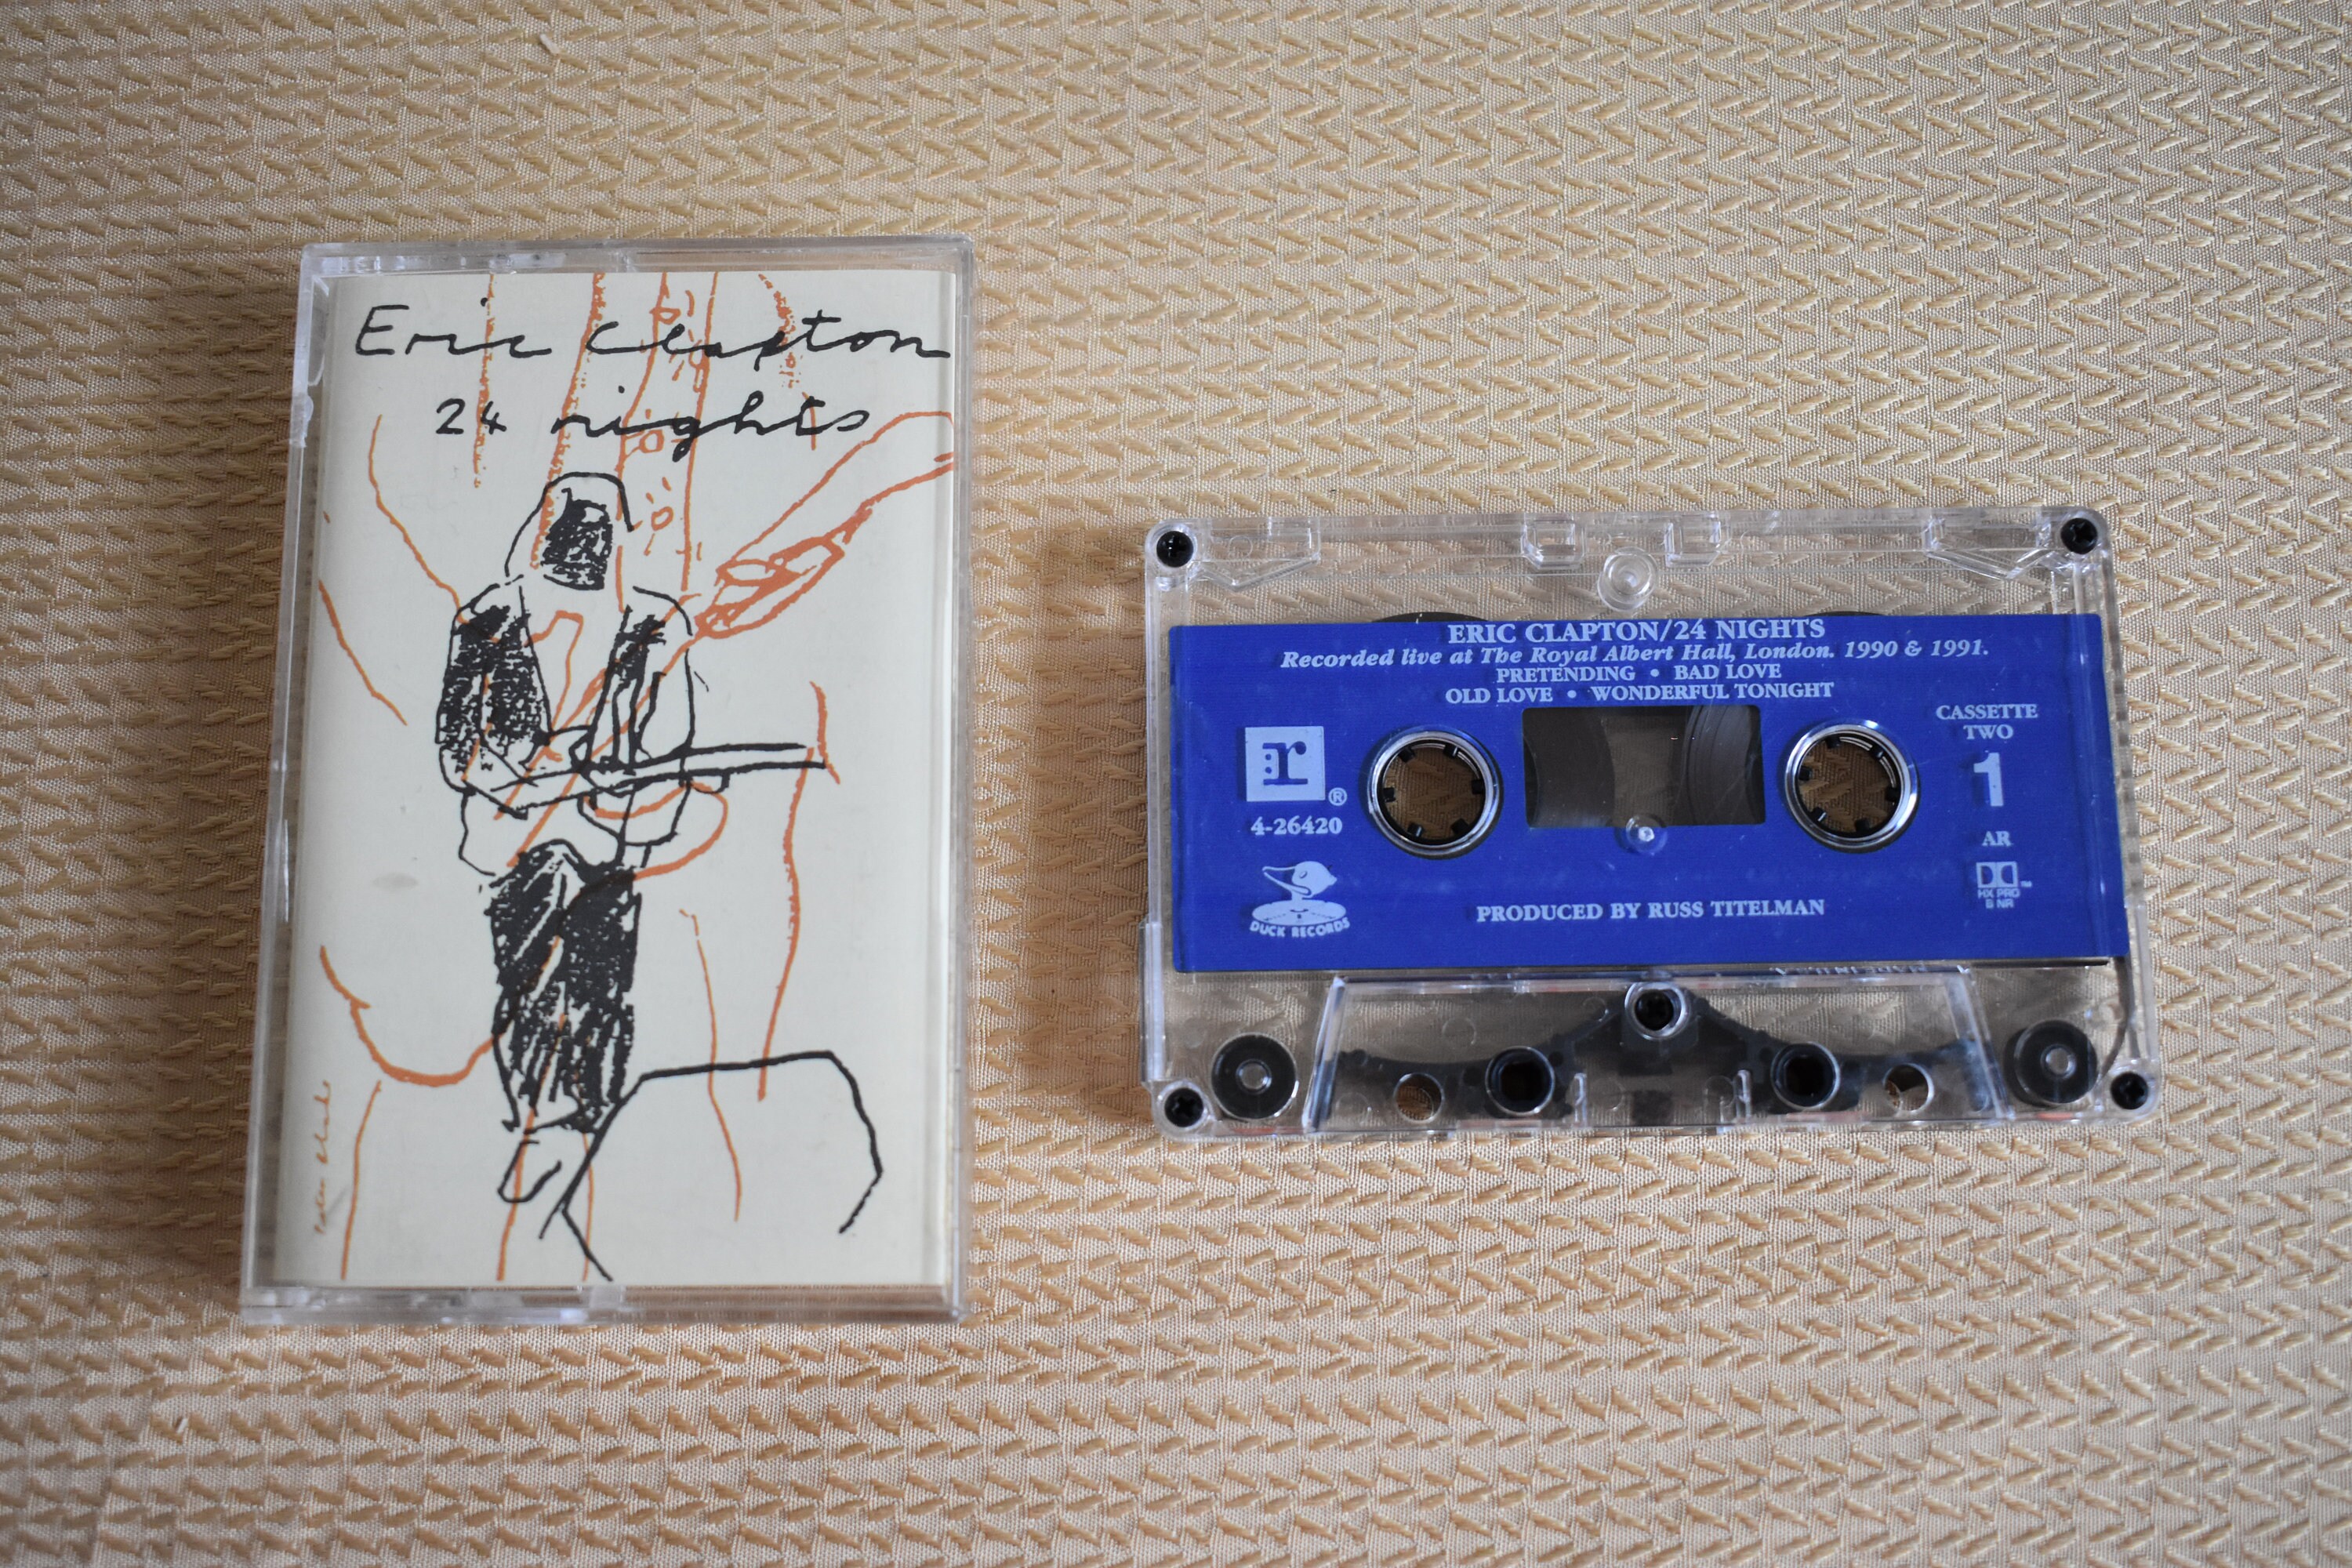 Eric Clapton
24 nights
ERIC CLAPTON/24 NIGHTS
Recorded live at The Royal Albert Hall, London. 1990 & 1991.
PRETENDING • BAD LOVE
OLD LOVE • WONDERFUL TONIGHT
CASSETTE
TWO
1
AR
r
®
4-26420
DUCK RECORDS
HX PRO
B NR
™
PRODUCED BY RUSS TITELMAN